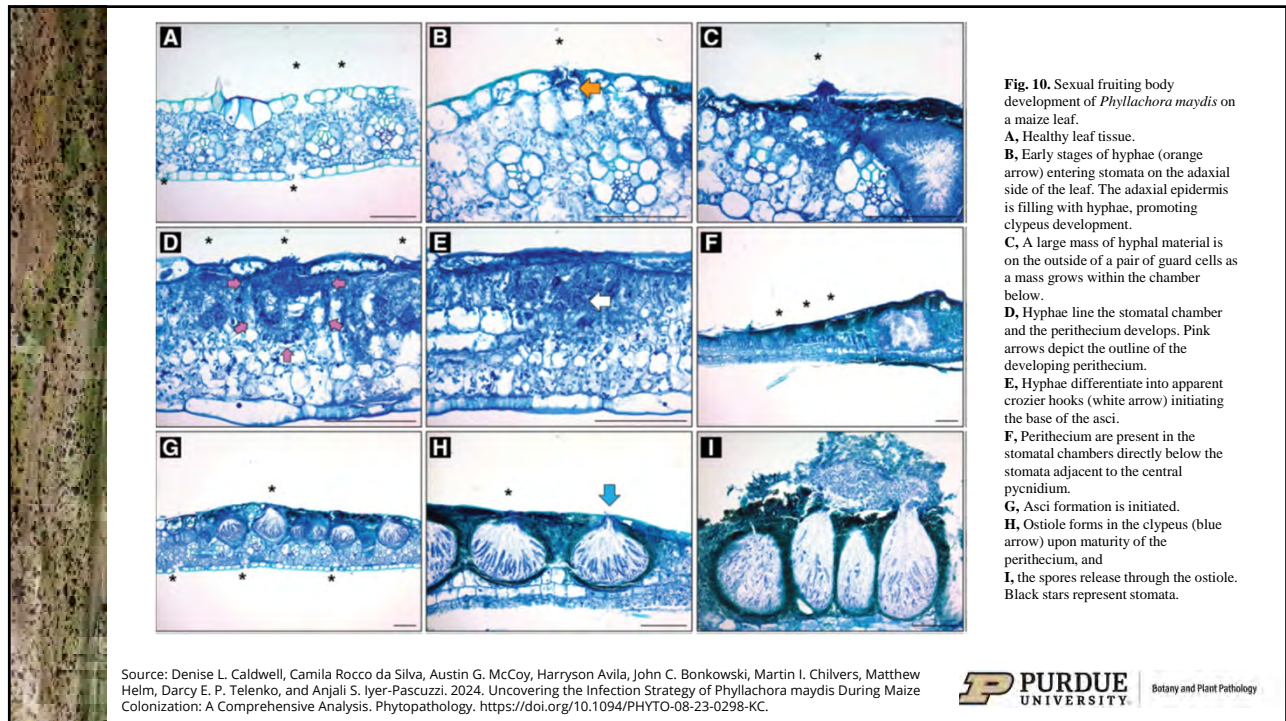 A
*
*
*
*
B
*
C
*
D
*
*
*
E
F
*
*
*
G
*
*
*
*
H
*
I
Fig. 10. Sexual fruiting body
development of Phyllachora maydis on
a maize leaf.
A, Healthy leaf tissue.
B, Early stages of hyphae (orange
arrow) entering stomata on the adaxial
side of the leaf. The adaxial epidermis
is filling with hyphae, promoting
clypeus development.
C, A large mass of hyphal material is
on the outside of a pair of guard cells as
a mass grows within the chamber
below.
D, Hyphae line the stomatal chamber
and the perithecium develops. Pink
arrows depict the outline of the
developing perithecium.
E, Hyphae differentiate into apparent
crozier hooks (white arrow) initiating
the base of the asci.
F, Perithecium are present in the
stomatal chambers directly below the
stomata adjacent to the central
pycnidium.
G, Asci formation is initiated.
H, Ostiole forms in the clypeus (blue
arrow) upon maturity of the
perithecium, and
I, the spores release through the ostiole.
Black stars represent stomata.
Source: Denise L. Caldwell, Camila Rocco da Silva, Austin G. McCoy, Harryson Avila, John C. Bonkowski, Martin I. Chilvers, Matthew
Helm, Darcy E. P. Telenko, and Anjali S. Iyer-Pascuzzi. 2024. Uncovering the Infection Strategy of Phyllachora maydis During Maize
Colonization: A Comprehensive Analysis. Phytopathology. https://doi.org/10.1094/PHYTO-08-23-0298-KC.
PURDUE
UNIVERSITY®
Botany and Plant Pathology